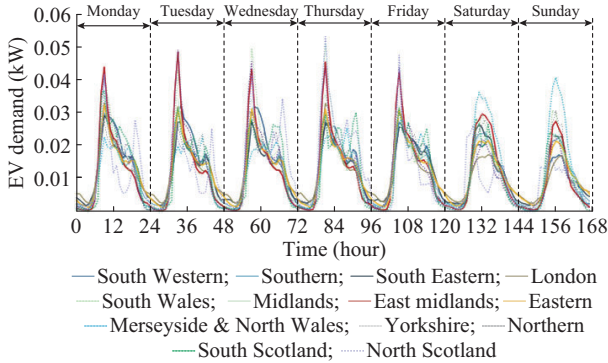 Monday Tuesday Wednesday Thursday Friday Saturday Sunday
0.06
0.05
0.04
0.03
0.02
0.01
EV demand (kW)
0 12 24 36 48 60 72 84 96 108 120 132 144 156 168
Time (hour)
South Western; Southern; South Eastern; London
South Wales; Midlands; East midlands; Eastern
Merseyside & North Wales; Yorkshire; Northern
South Scotland; North Scotland